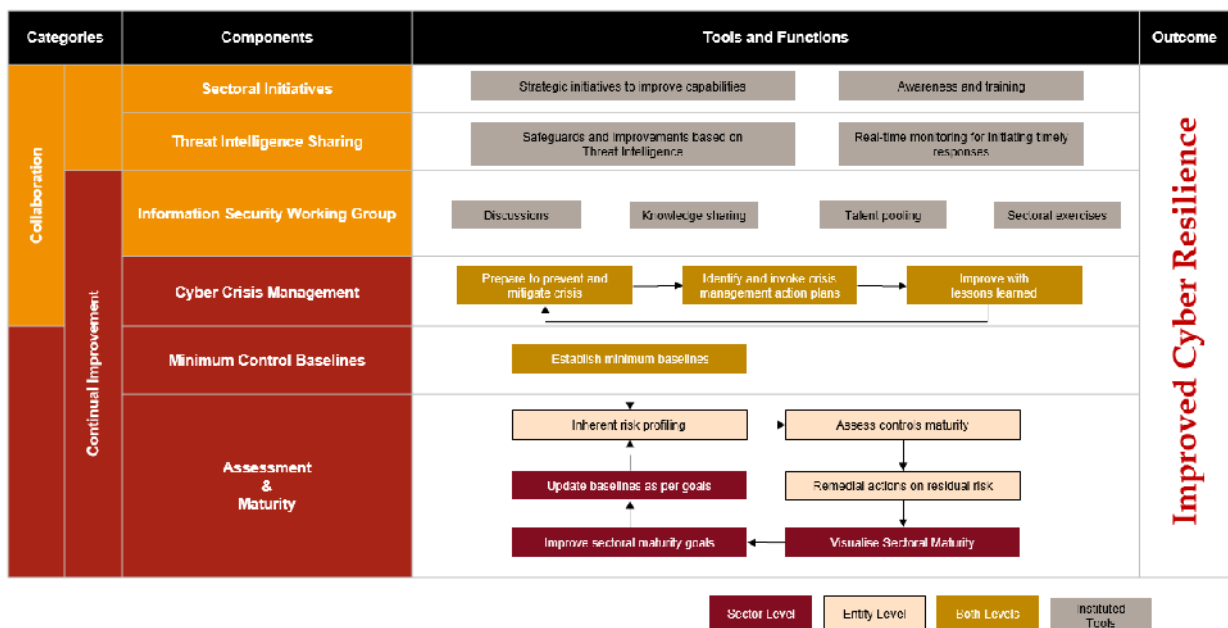 Categories
Components
Tools and Functions
Outcome
Collaboration
Continual Improvement
Sectoral Initiatives
Strategic initiatives to improve capabilities
Awareness and training
Threat Intelligence Sharing
Safeguards and Improvements based on
Threat Intelligence
Real-time monitoring for initiating timely
responses
Information Security Working Group
Discussions
Knowledge sharing
Talent pooling
Sectoral exercises
Cyber Crisis Management
Prepare to prevent and
mitigate crisis
Identify and invoke crisis
management action plans
Improve with
lessons learned
Minimum Control Baselines
Establish minimum baselines
Assessment
&
Maturity
Inherent risk profiling
Assess controls maturity
Update baselines as per goals
Remedial actions on residual risk
Improve sectoral maturity goals
Visualise Sectoral Maturity
Improved Cyber Resilience
Sector Level
Entity Level
Both Levels
Instituted
Tools